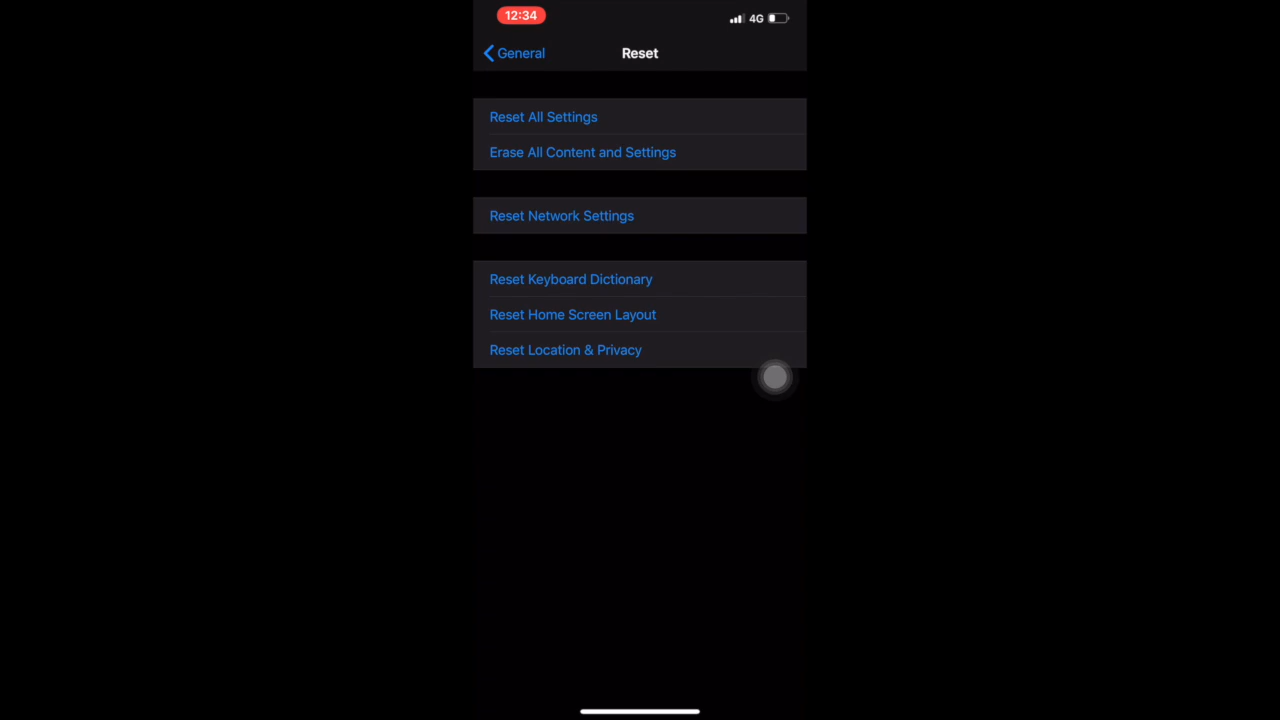 12:34
4G
General
Reset
Reset All Settings
Erase All Content and Settings
Reset Network Settings
Reset Keyboard Dictionary
Reset Home Screen Layout
Reset Location & Privacy